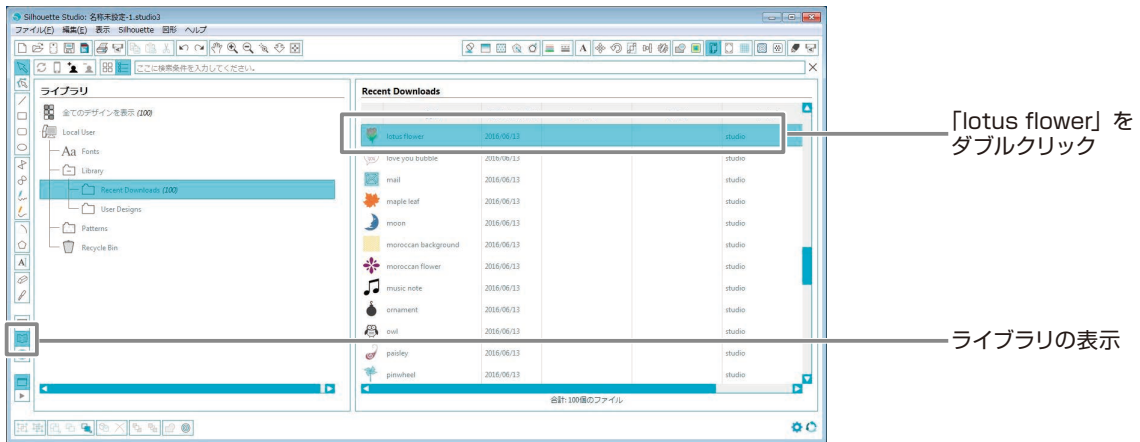 Silhouette Studio: 名称未設定-1.studio3
ファイル(F) 編集(E) 表示 Silhouette 図形 ヘルプ
ここに検索条件を入力してください。
ライブラリ
全てのデザインを表示 (100)
Local User
Aa Fonts
Library
Recent Downloads (100)
User Designs
Patterns
Recycle Bin
Recent Downloads
lotus flower 2016/06/13 studio
love you bubble 2016/06/13 studio
mail 2016/06/13 studio
maple leaf 2016/06/13 studio
moon 2016/06/13 studio
moroccan background 2016/06/13 studio
moroccan flower 2016/06/13 studio
music note 2016/06/13 studio
ornament 2016/06/13 studio
owl 2016/06/13 studio
paisley 2016/06/13 studio
pinwheel 2016/06/13 studio
合計:100個のファイル
「lotus flower」を
ダブルクリック
ライブラリの表示